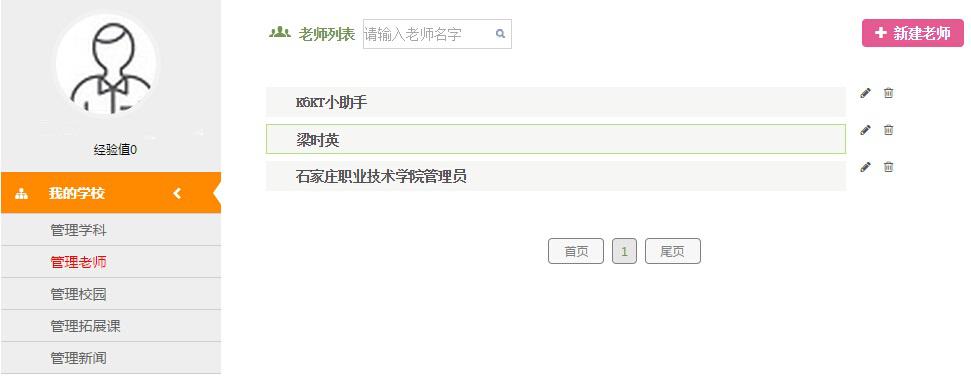 经验值0
我的学校
管理学科
管理老师
管理校园
管理拓展课
管理新闻
老师列表 请输入老师名字
新建老师
K6KT小助手
梁时英
石家庄职业技术学院管理员
首页 1 尾页